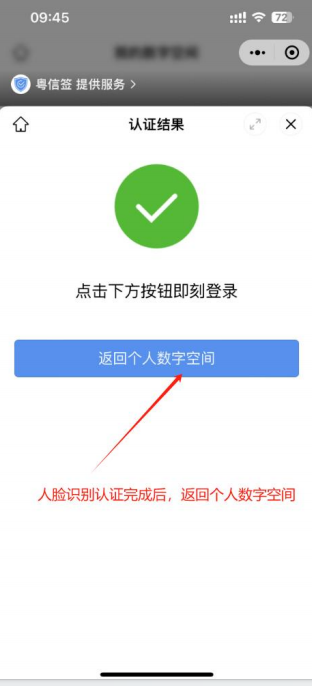 09:45
72
粤信签 提供服务 >
认证结果
点击下方按钮即刻登录
返回个人数字空间
人脸识别认证完成后，返回个人数字空间